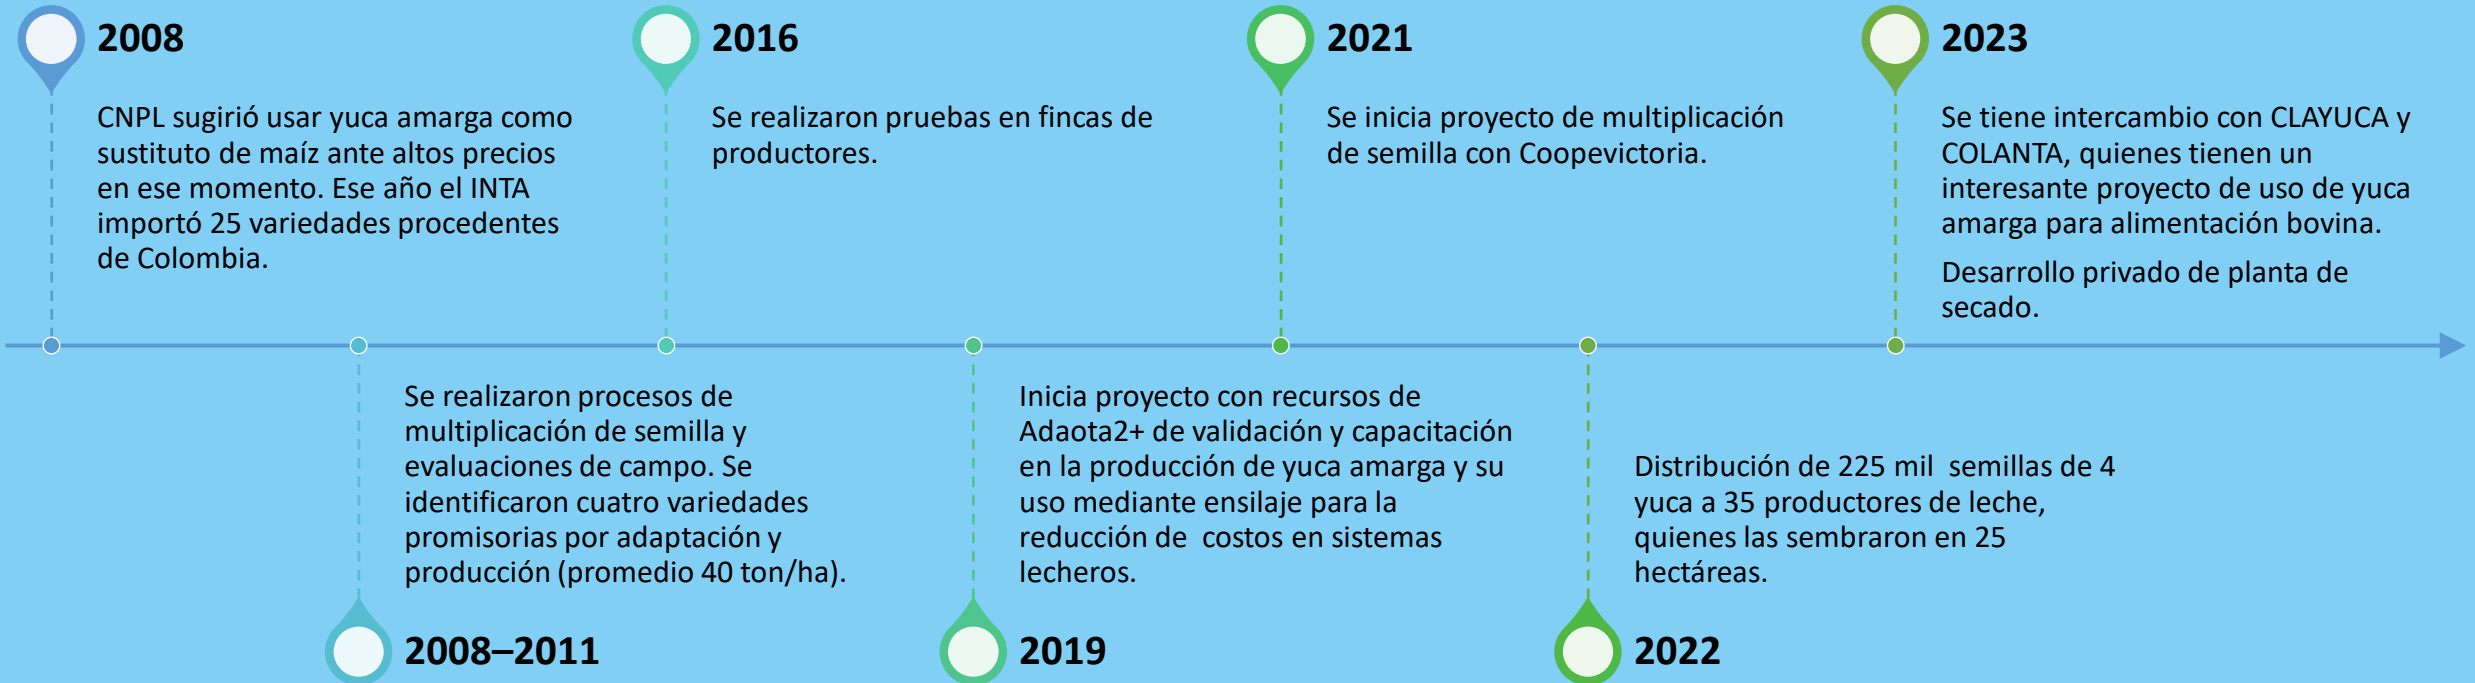 2008
CNPL sugirió usar yuca amarga como
sustituto de maíz ante altos precios
en ese momento. Ese año el INTA
importó 25 variedades procedentes
de Colombia.
Se realizaron procesos de
multiplicación de semilla y
evaluaciones de campo. Se
identificaron cuatro variedades
promisorias por adaptación y
producción (promedio 40 ton/ha).
2008–2011
2016
Se realizaron pruebas en fincas de
productores.
Inicia proyecto con recursos de
Adaota2+ de validación y capacitación
en la producción de yuca amarga y su
uso mediante ensilaje para la
reducción de  costos en sistemas
lecheros.
2019
2021
Se inicia proyecto de multiplicación
de semilla con Coopevictoria.
Distribución de 225 mil  semillas de 4
yuca a 35 productores de leche,
quienes las sembraron en 25
hectáreas.
2022
2023
Se tiene intercambio con CLAYUCA y
COLANTA, quienes tienen un
interesante proyecto de uso de yuca
amarga para alimentación bovina.
Desarrollo privado de planta de
secado.